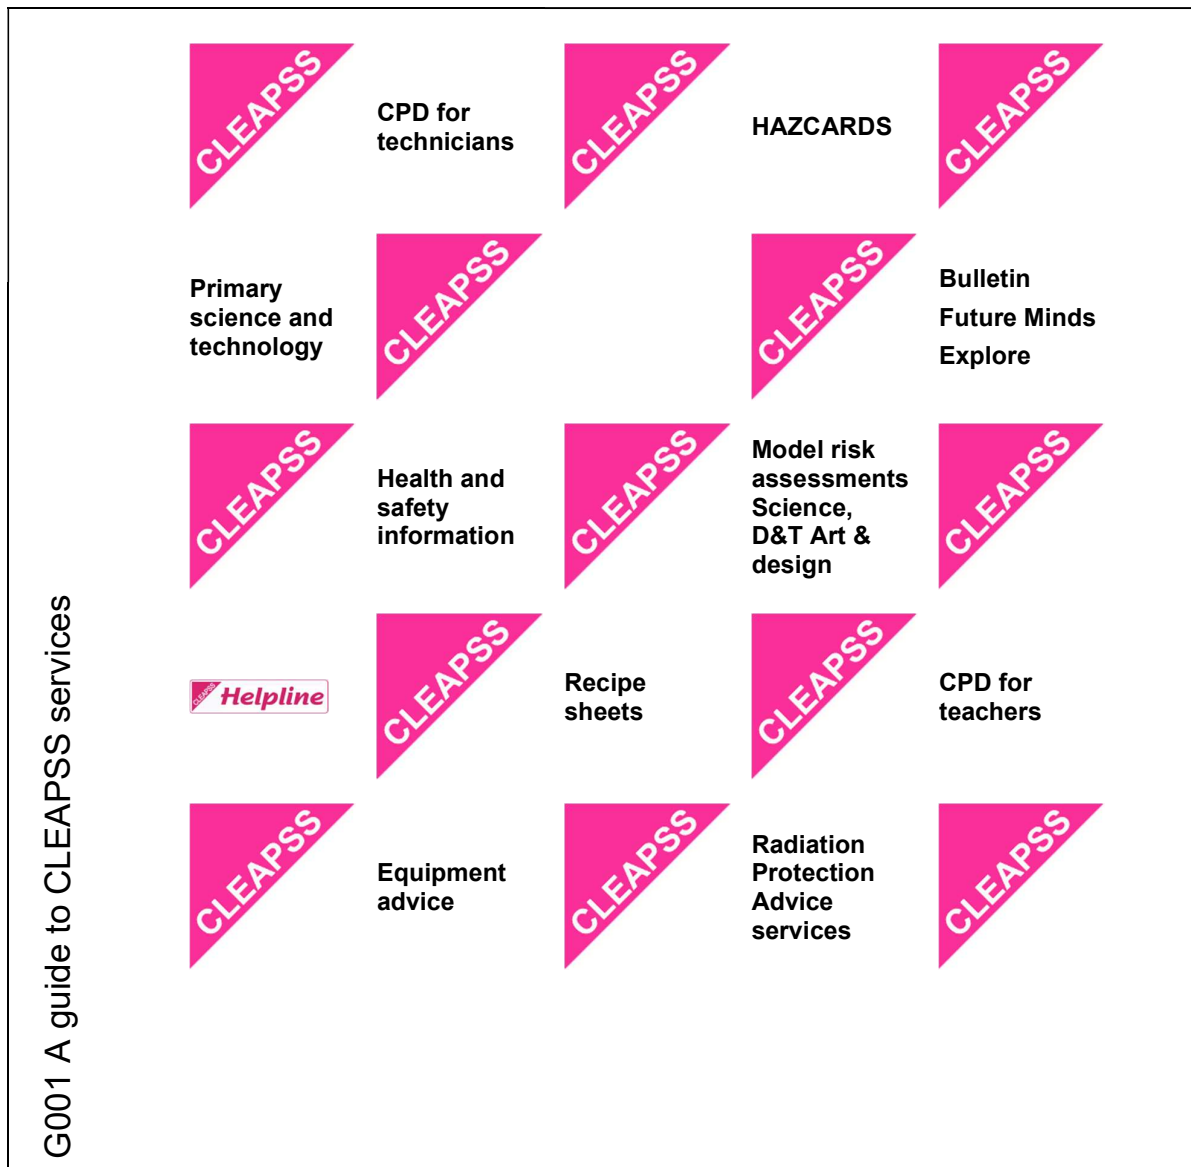 CLEAPSS
CPD for
technicians
CLEAPSS
HAZCARDS
CLEAPSS
Primary
science and
technology
CLEAPSS
CLEAPSS
Bulletin
Future Minds
Explore
CLEAPSS
Health and
safety
information
CLEAPSS
Model risk
assessments
Science,
D&T Art &
design
CLEAPSS
CLEAPSS Helpline
CLEAPSS
Recipe
sheets
CLEAPSS
CPD for
teachers
CLEAPSS
Equipment
advice
CLEAPSS
Radiation
Protection
Advice
services
CLEAPSS
G001 A guide to CLEAPSS services